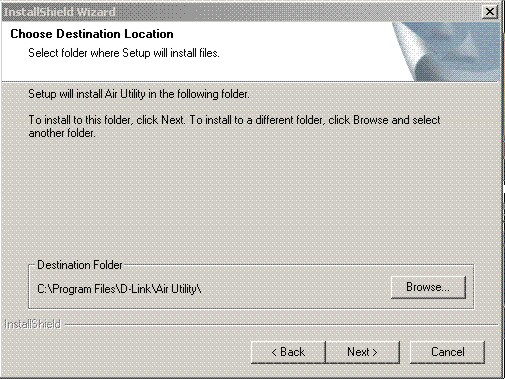 InstallShield Wizard
Choose Destination Location
Select folder where Setup will install files.
Setup will install Air Utility in the following folder.
To install to this folder, click Next. To install to a different folder, click Browse and select
another folder.
Destination Folder
C:\Program Files\D-Link\Air Utility\
Browse...
InstallShield
< Back
Next >
Cancel